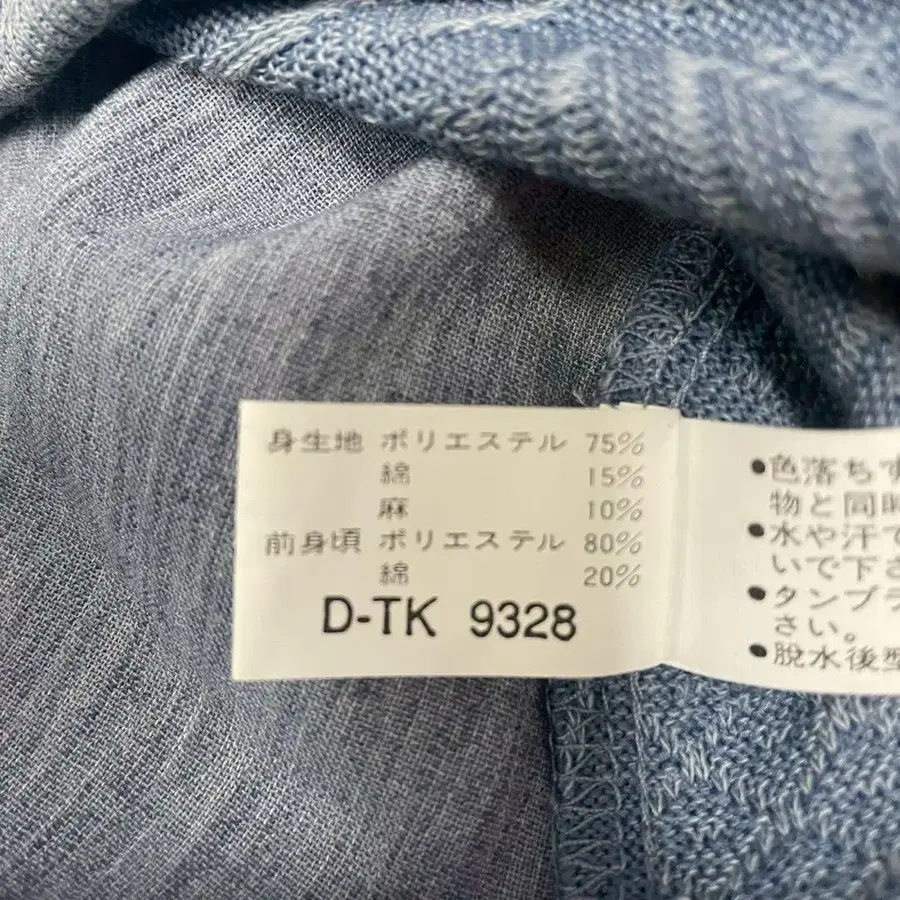 身生地 ポリエステル 75%
綿 15%
麻 10%
前身頃 ポリエステル 80%
綿 20%
D-TK 9328
●色落ちす
物と同時
●水や汗で
いで下さ
●タンブラ
さい。
●脱水後型